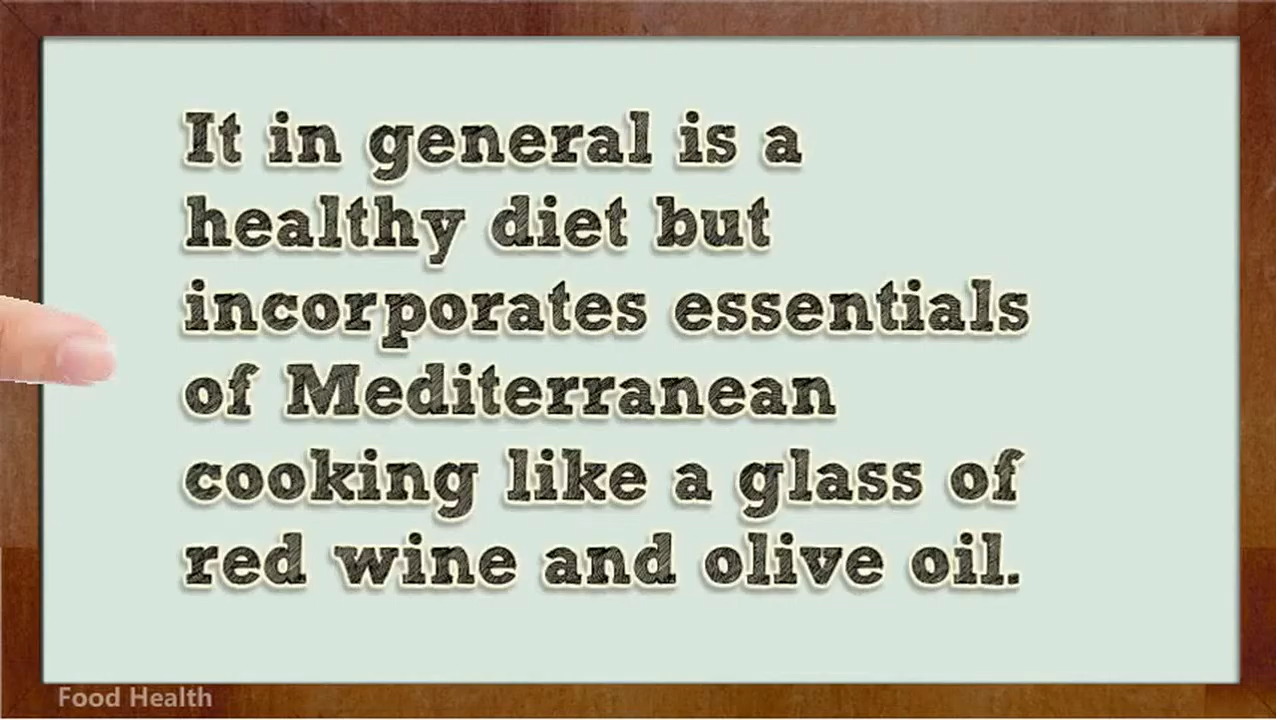 It in general is a
healthy diet but
incorporates essentials
of Mediterranean
cooking like a glass of
red wine and olive oil.
Food Health